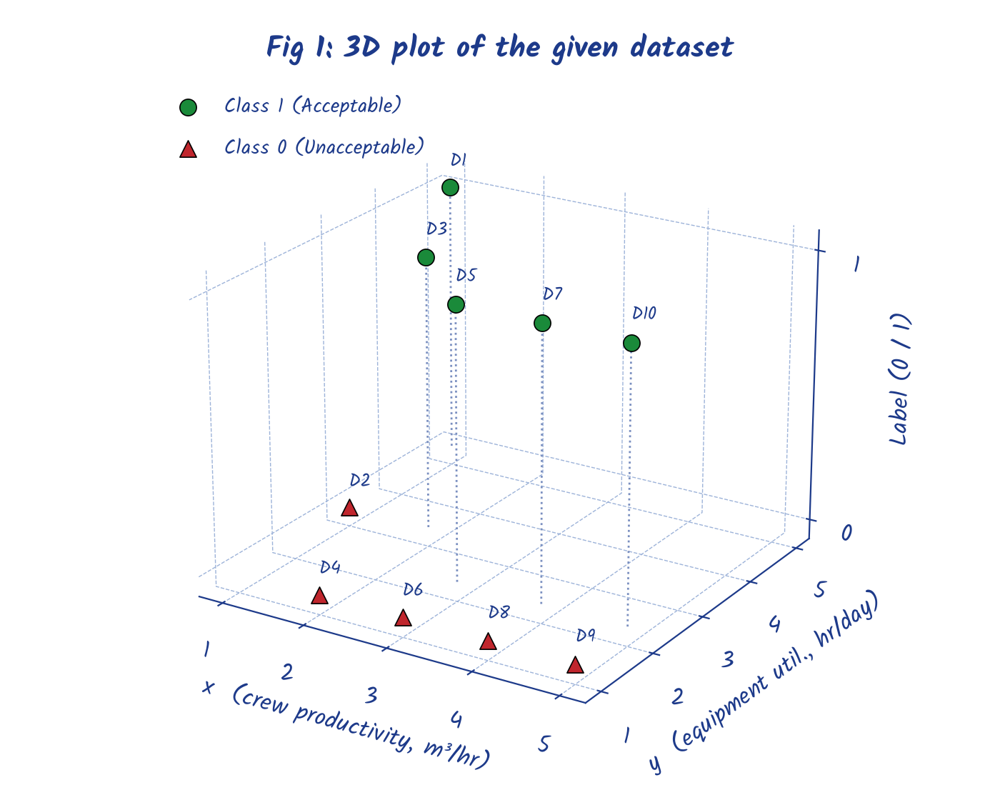 Fig 1: 3D plot of the given dataset
Class 1 (Acceptable)
Class 0 (Unacceptable)
D1
D3
D5
D7
D10
D2
D4
D6
D8
D9
1
0
Label (0 / 1)
1
2
3
4
5
x (crew productivity, m³/hr)
1
2
3
4
5
y (equipment util., hr/day)